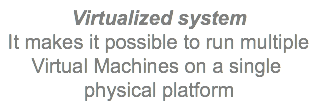 Virtualized system
It makes it possible to run multiple
Virtual Machines on a single
physical platform